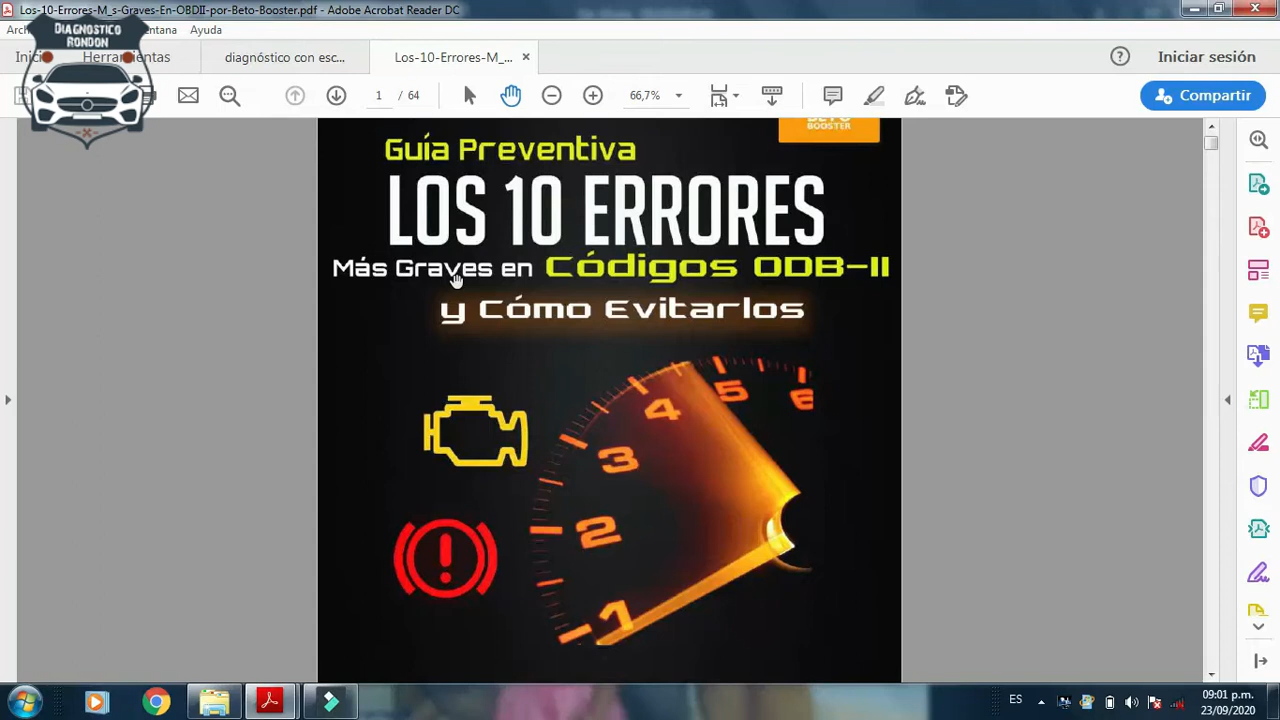 Los-10-Errores-M_s-Graves-En-OBDII-por-Beto-Booster.pdf - Adobe Acrobat Reader DC
Ayuda
DIAGNOSTICO
RONDON
Inicio Herramientas diagnóstico con esc... Los-10-Errores-M_... × Iniciar sesión
1 / 64 66,7% Compartir
BOOSTER
Guía Preventiva
LOS 10 ERRORES
Más Graves en Códigos ODB-II
y Cómo Evitarlos
6
5
4
3
2
1
ES
09:01 p.m.
23/09/2020